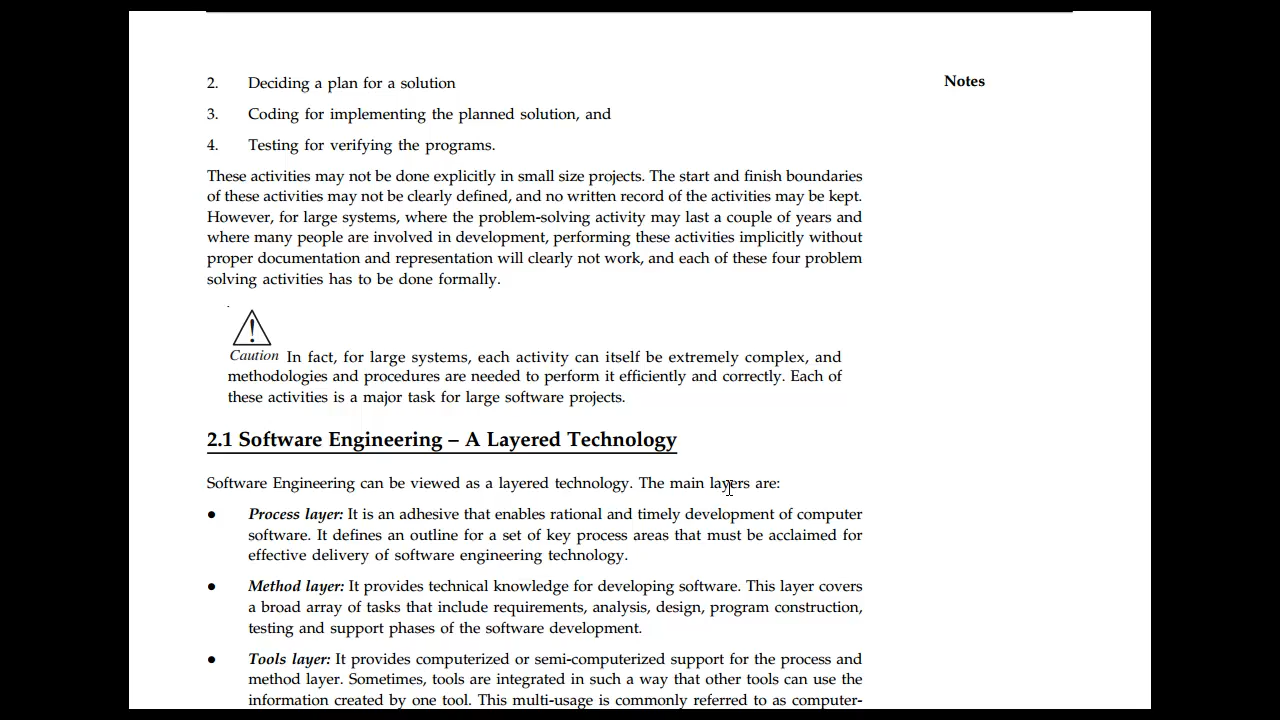 2. Deciding a plan for a solution
Notes
3. Coding for implementing the planned solution, and
4. Testing for verifying the programs.
These activities may not be done explicitly in small size projects. The start and finish boundaries
of these activities may not be clearly defined, and no written record of the activities may be kept.
However, for large systems, where the problem-solving activity may last a couple of years and
where many people are involved in development, performing these activities implicitly without
proper documentation and representation will clearly not work, and each of these four problem
solving activities has to be done formally.
Caution In fact, for large systems, each activity can itself be extremely complex, and
methodologies and procedures are needed to perform it efficiently and correctly. Each of
these activities is a major task for large software projects.
2.1 Software Engineering – A Layered Technology
Software Engineering can be viewed as a layered technology. The main layers are:
● Process layer: It is an adhesive that enables rational and timely development of computer
software. It defines an outline for a set of key process areas that must be acclaimed for
effective delivery of software engineering technology.
● Method layer: It provides technical knowledge for developing software. This layer covers
a broad array of tasks that include requirements, analysis, design, program construction,
testing and support phases of the software development.
● Tools layer: It provides computerized or semi-computerized support for the process and
method layer. Sometimes, tools are integrated in such a way that other tools can use the
information created by one tool. This multi-usage is commonly referred to as computer-